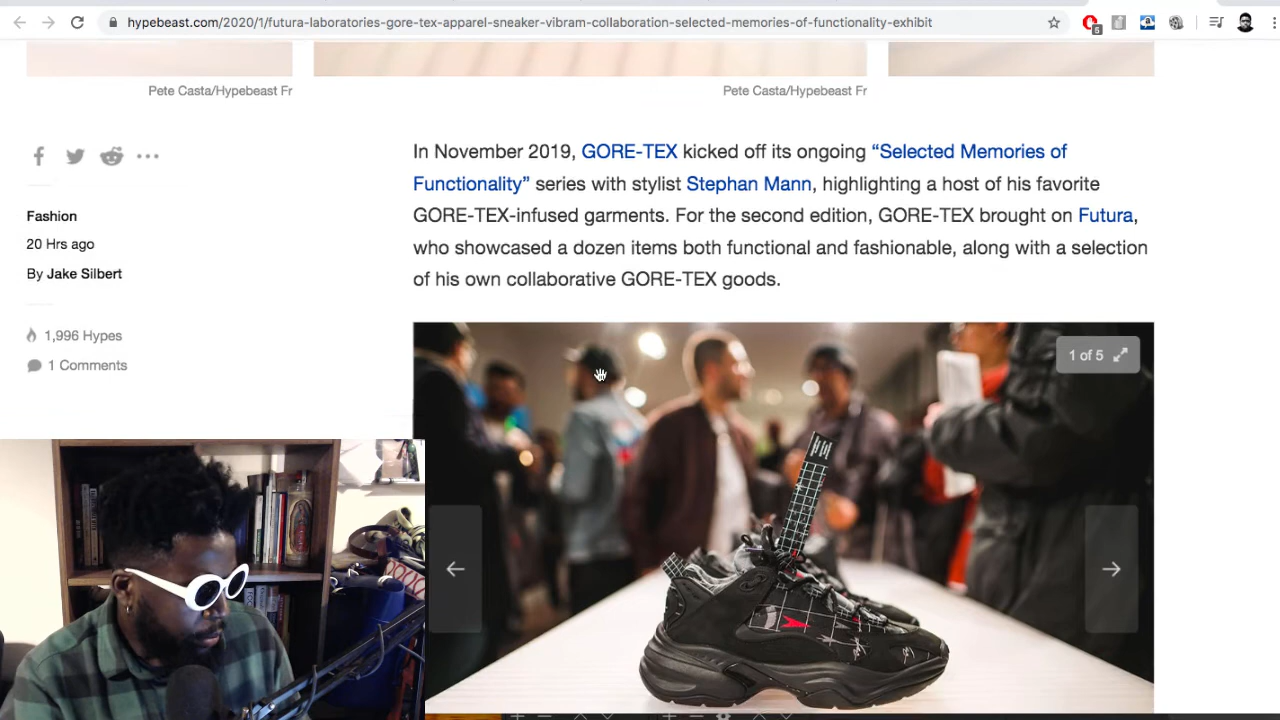 hypebeast.com/2020/1/futura-laboratories-gore-tex-apparel-sneaker-vibram-collaboration-selected-memories-of-functionality-exhibit
5
Pete Casta/Hypebeast Fr
Pete Casta/Hypebeast Fr
In November 2019, GORE-TEX kicked off its ongoing “Selected Memories of
Functionality” series with stylist Stephan Mann, highlighting a host of his favorite
GORE-TEX-infused garments. For the second edition, GORE-TEX brought on Futura,
who showcased a dozen items both functional and fashionable, along with a selection
of his own collaborative GORE-TEX goods.
Fashion
20 Hrs ago
By Jake Silbert
1,996 Hypes
1 Comments
1 of 5